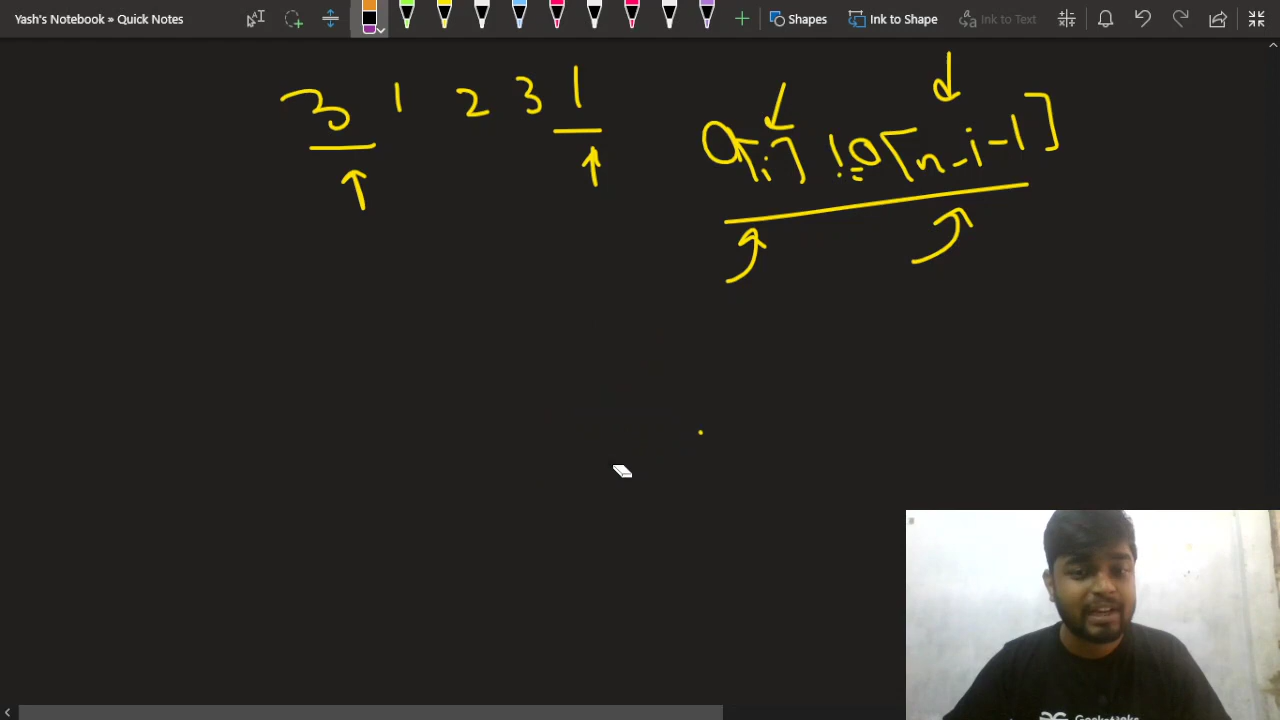 Yash's Notebook » Quick Notes
Shapes
Ink to Shape
Ink to Text
3 1 2 3 1
a[i] != a[n-i-1]